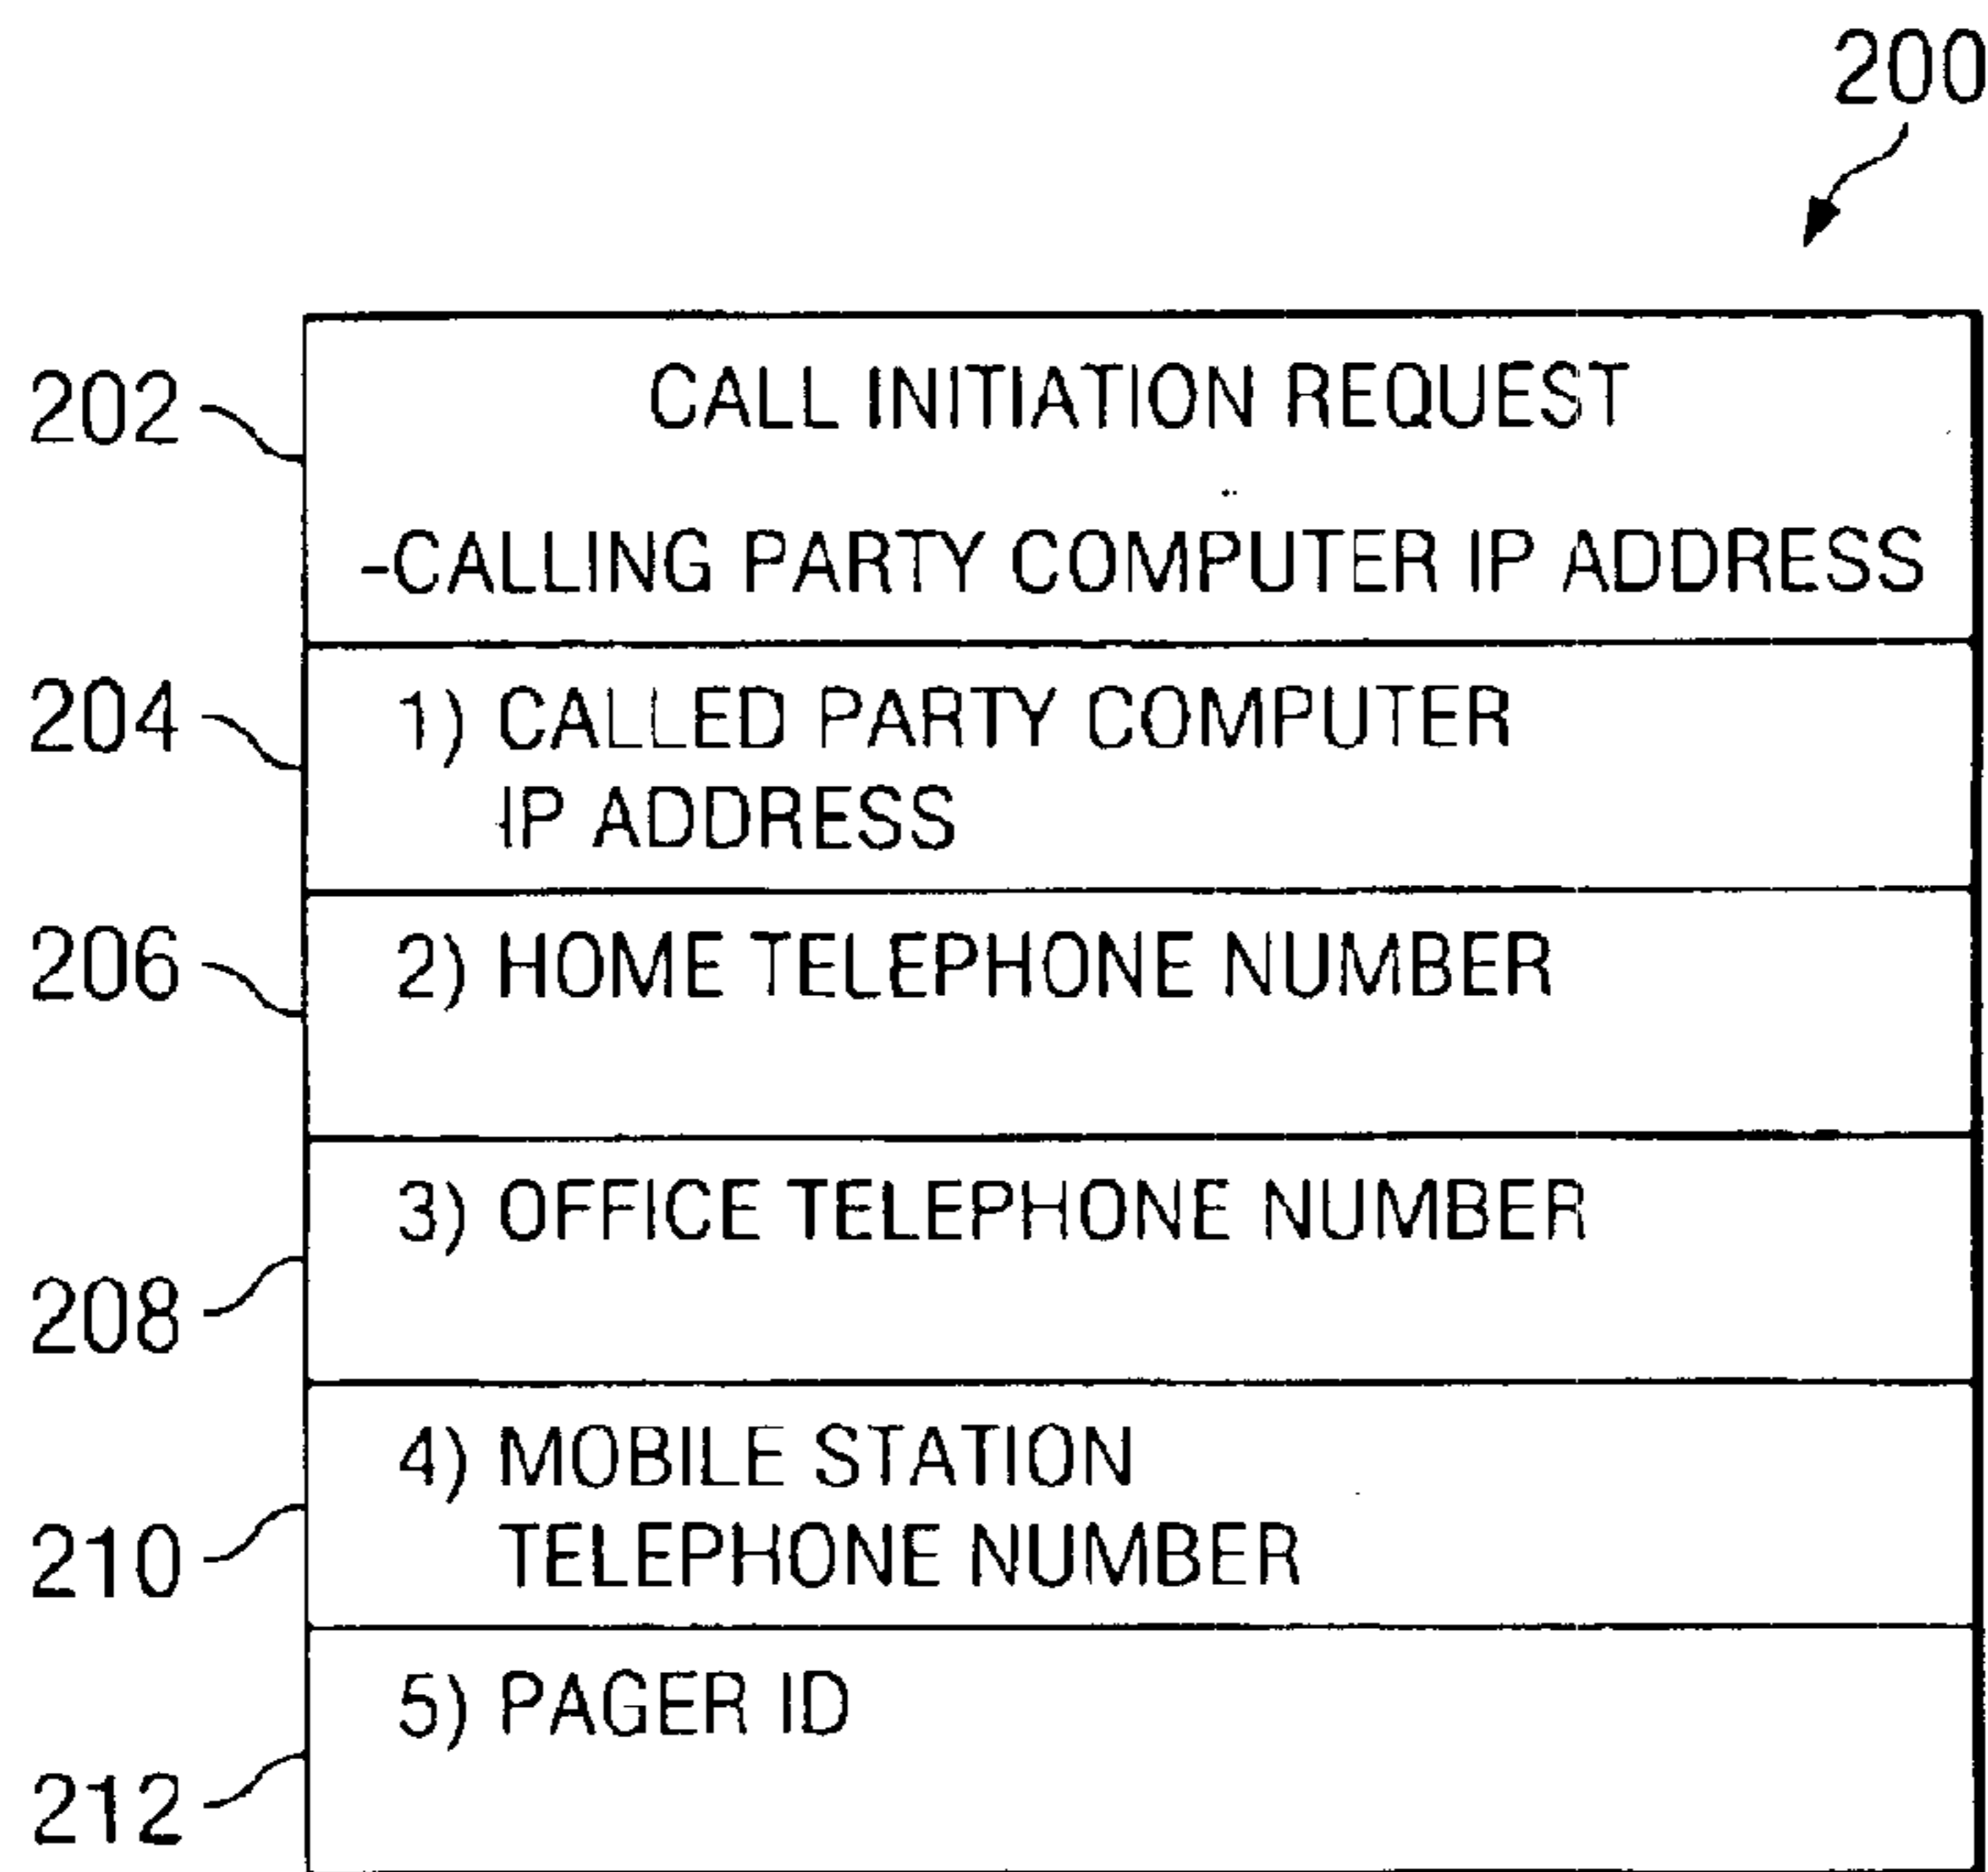 200
202
CALL INITIATION REQUEST
-CALLING PARTY COMPUTER IP ADDRESS
204
1) CALLED PARTY COMPUTER
IP ADDRESS
206
2) HOME TELEPHONE NUMBER
3) OFFICE TELEPHONE NUMBER
208
4) MOBILE STATION
210
TELEPHONE NUMBER
5) PAGER ID
212